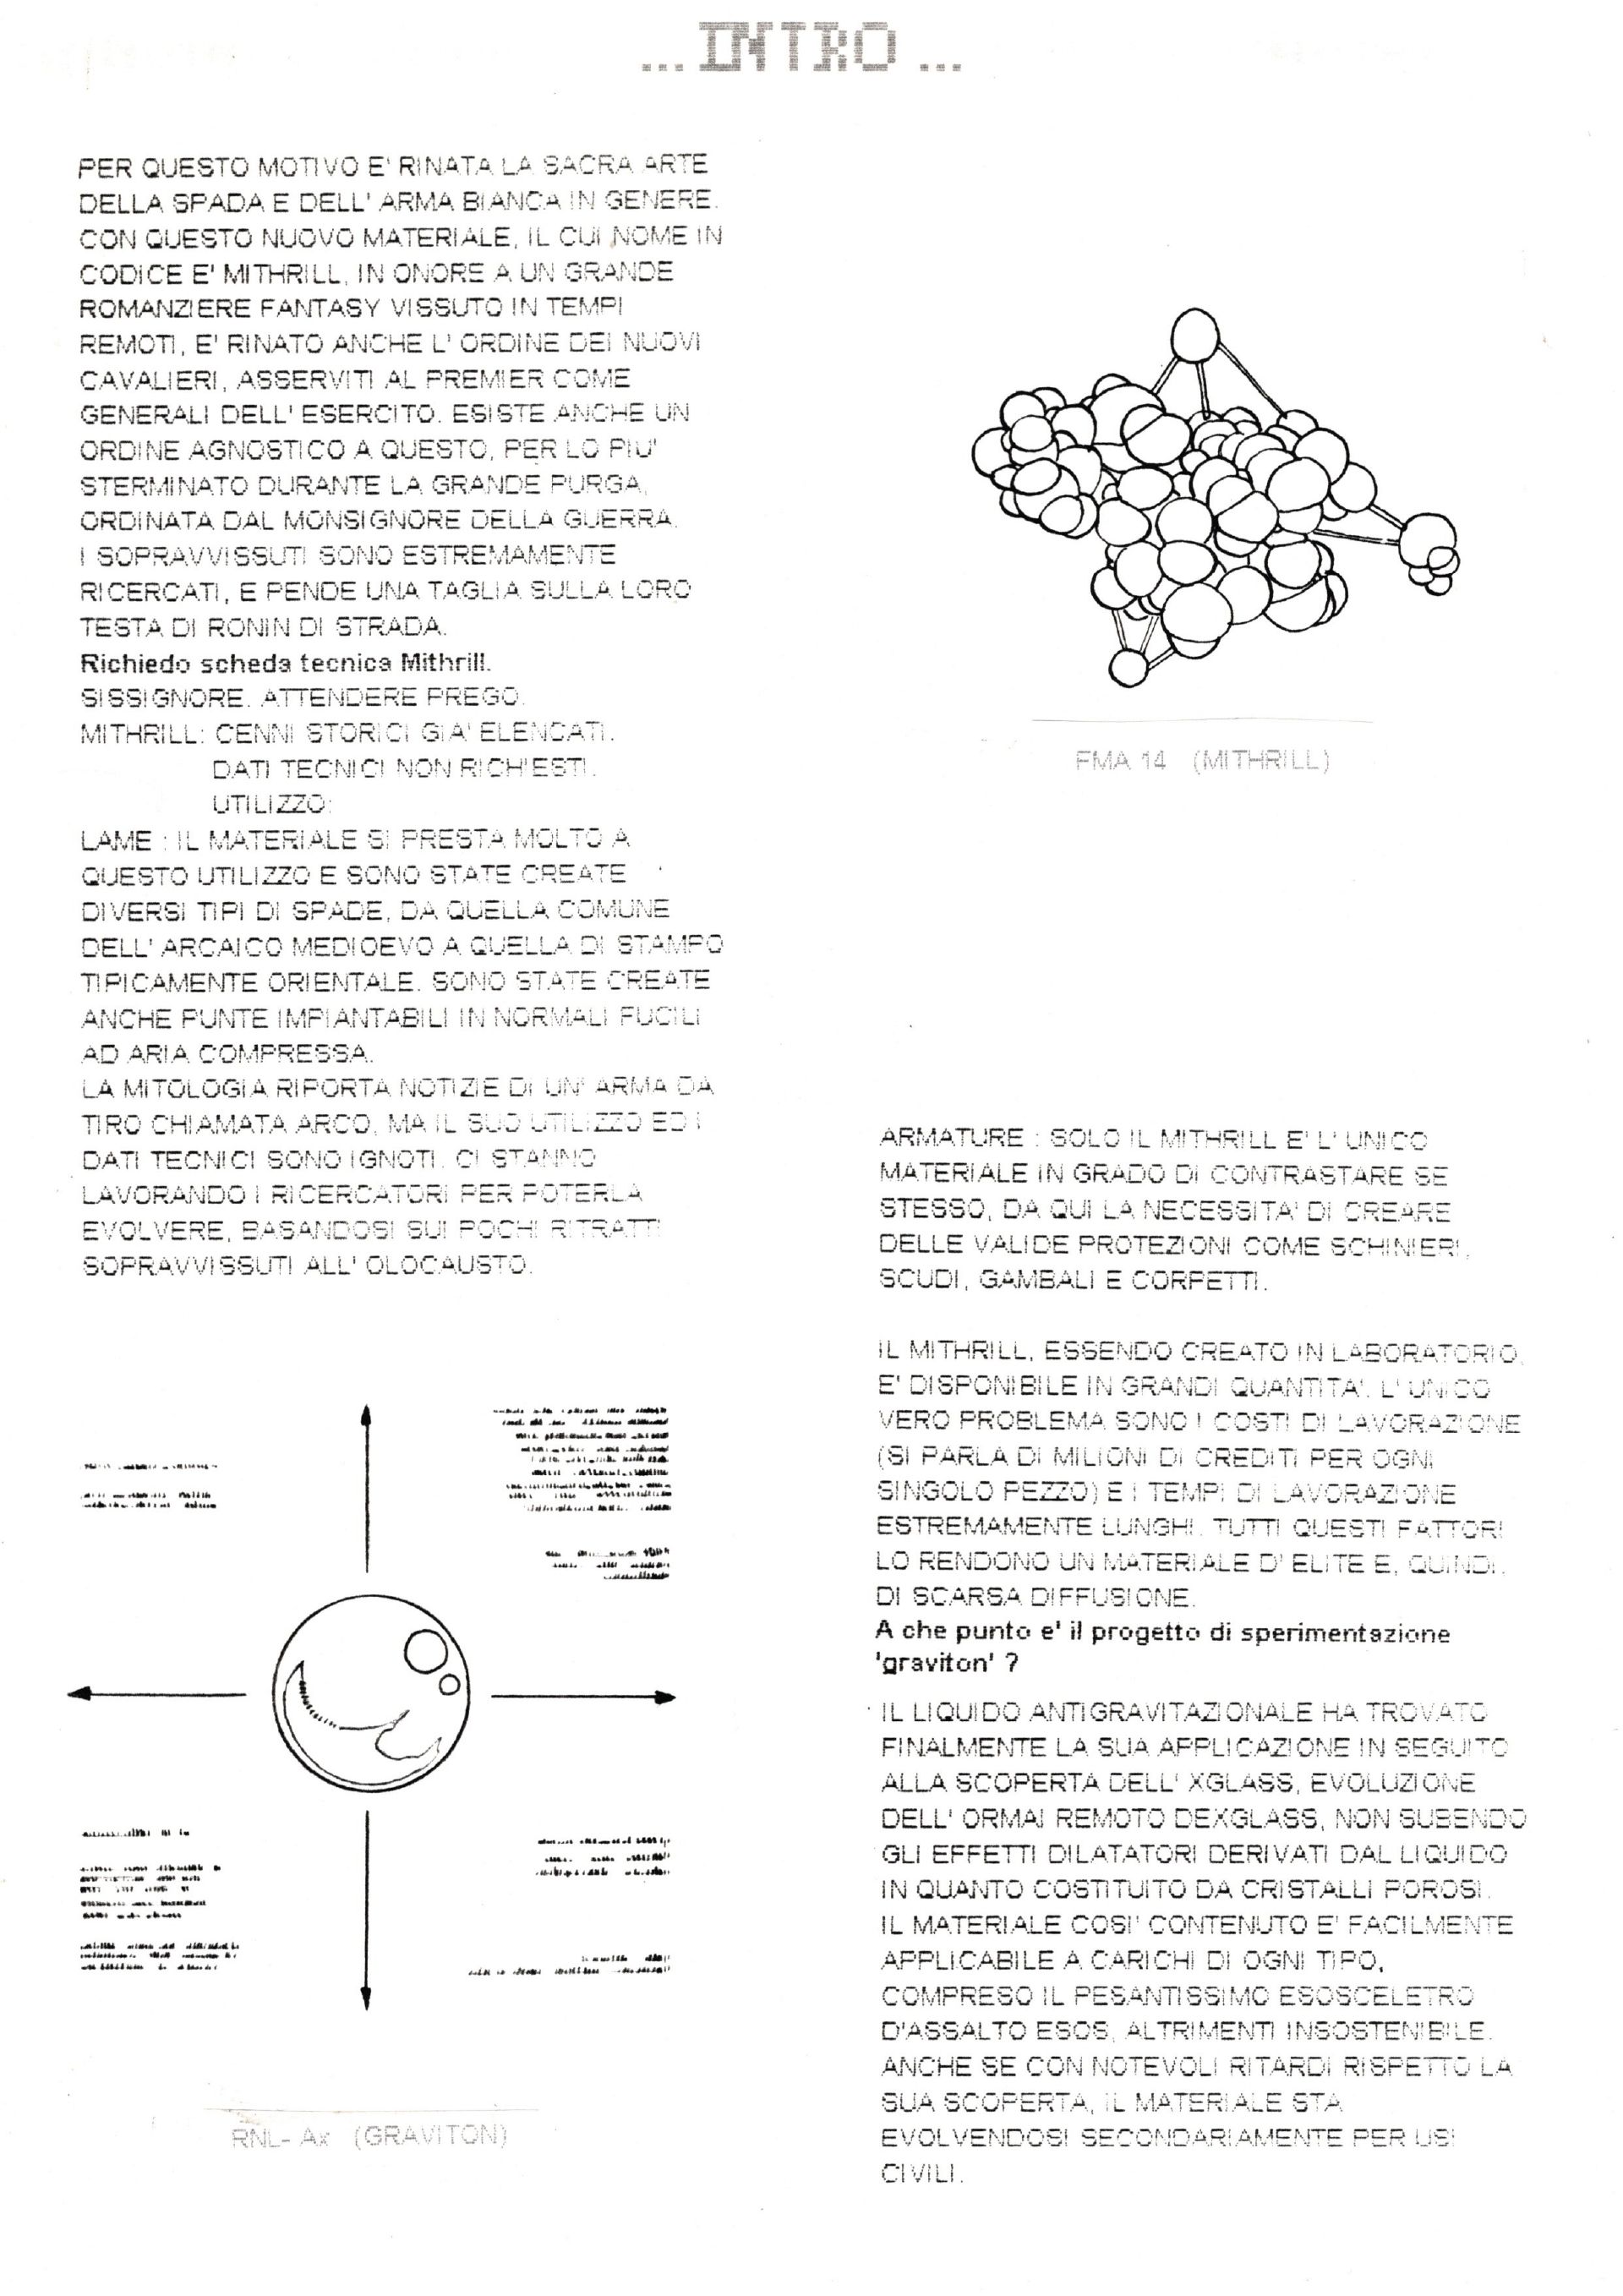 ... INTRO ...
PER QUESTO MOTIVO E' RINATA LA SACRA ARTE
DELLA SPADA E DELL' ARMA BIANCA IN GENERE.
CON QUESTO NUOVO MATERIALE, IL CUI NOME IN
CODICE E' MITHRILL, IN ONORE A UN GRANDE
ROMANZIERE FANTASY VISSUTO IN TEMPI
REMOTI, E' RINATO ANCHE L' ORDINE DEI NUOVI
CAVALIERI, ASSERVITI AL PREMIER COME
GENERALI DELL' ESERCITO. ESISTE ANCHE UN
ORDINE AGNOSTICO A QUESTO, PER LO PIU'
STERMINATO DURANTE LA GRANDE PURGA,
ORDINATA DAL MONSIGNORE DELLA GUERRA.
I SOPRAVVISSUTI SONO ESTREMAMENTE
RICERCATI, E PENDE UNA TAGLIA SULLA LORO
TESTA DI RONIN DI STRADA.
Richiedo scheda tecnica Mithrill.
SISSIGNORE. ATTENDERE PREGO.
MITHRILL: CENNI STORICI GIA' ELENCATI.
DATI TECNICI NON RICHIESTI.
UTILIZZO:
LAME : IL MATERIALE SI PRESTA MOLTO A
QUESTO UTILIZZO E SONO STATE CREATE
DIVERSI TIPI DI SPADE, DA QUELLA COMUNE
DELL' ARCAICO MEDIOEVO A QUELLA DI STAMPO
TIPICAMENTE ORIENTALE. SONO STATE CREATE
ANCHE PUNTE IMPIANTABILI IN NORMALI FUCILI
AD ARIA COMPRESSA.
LA MITOLOGIA RIPORTA NOTIZIE DI UN' ARMA DA
TIRO CHIAMATA ARCO, MA IL SUO UTILIZZO ED I
DATI TECNICI SONO IGNOTI. CI STANNO
LAVORANDO I RICERCATORI PER POTERLA
EVOLVERE, BASANDOSI SUI POCHI RITRATTI
SOPRAVVISSUTI ALL' OLOCAUSTO.
RNL- Ax (GRAVITON)
FMA 14 (MITHRILL)
ARMATURE : SOLO IL MITHRILL E' L' UNICO
MATERIALE IN GRADO DI CONTRASTARE SE
STESSO, DA QUI LA NECESSITA' DI CREARE
DELLE VALIDE PROTEZIONI COME SCHINIERI,
SCUDI, GAMBALI E CORPETTI.
IL MITHRILL, ESSENDO CREATO IN LABORATORIO,
E' DISPONIBILE IN GRANDI QUANTITA'. L' UNICO
VERO PROBLEMA SONO I COSTI DI LAVORAZIONE
(SI PARLA DI MILIONI DI CREDITI PER OGNI
SINGOLO PEZZO) E I TEMPI DI LAVORAZIONE
ESTREMAMENTE LUNGHI. TUTTI QUESTI FATTORI
LO RENDONO UN MATERIALE D' ELITE E, QUINDI,
DI SCARSA DIFFUSIONE.
A che punto e' il progetto di sperimentazione
'graviton' ?
IL LIQUIDO ANTIGRAVITAZIONALE HA TROVATO
FINALMENTE LA SUA APPLICAZIONE IN SEGUITO
ALLA SCOPERTA DELL' XGLASS, EVOLUZIONE
DELL' ORMAI REMOTO DEXGLASS, NON SUBENDO
GLI EFFETTI DILATATORI DERIVATI DAL LIQUIDO
IN QUANTO COSTITUITO DA CRISTALLI POROSI.
IL MATERIALE COSI' CONTENUTO E' FACILMENTE
APPLICABILE A CARICHI DI OGNI TIPO,
COMPRESO IL PESANTISSIMO ESOSCELETRO
D'ASSALTO ESOS, ALTRIMENTI INSOSTENIBILE.
ANCHE SE CON NOTEVOLI RITARDI RISPETTO LA
SUA SCOPERTA, IL MATERIALE STA
EVOLVENDOSI SECONDARIAMENTE PER USI
CIVILI.